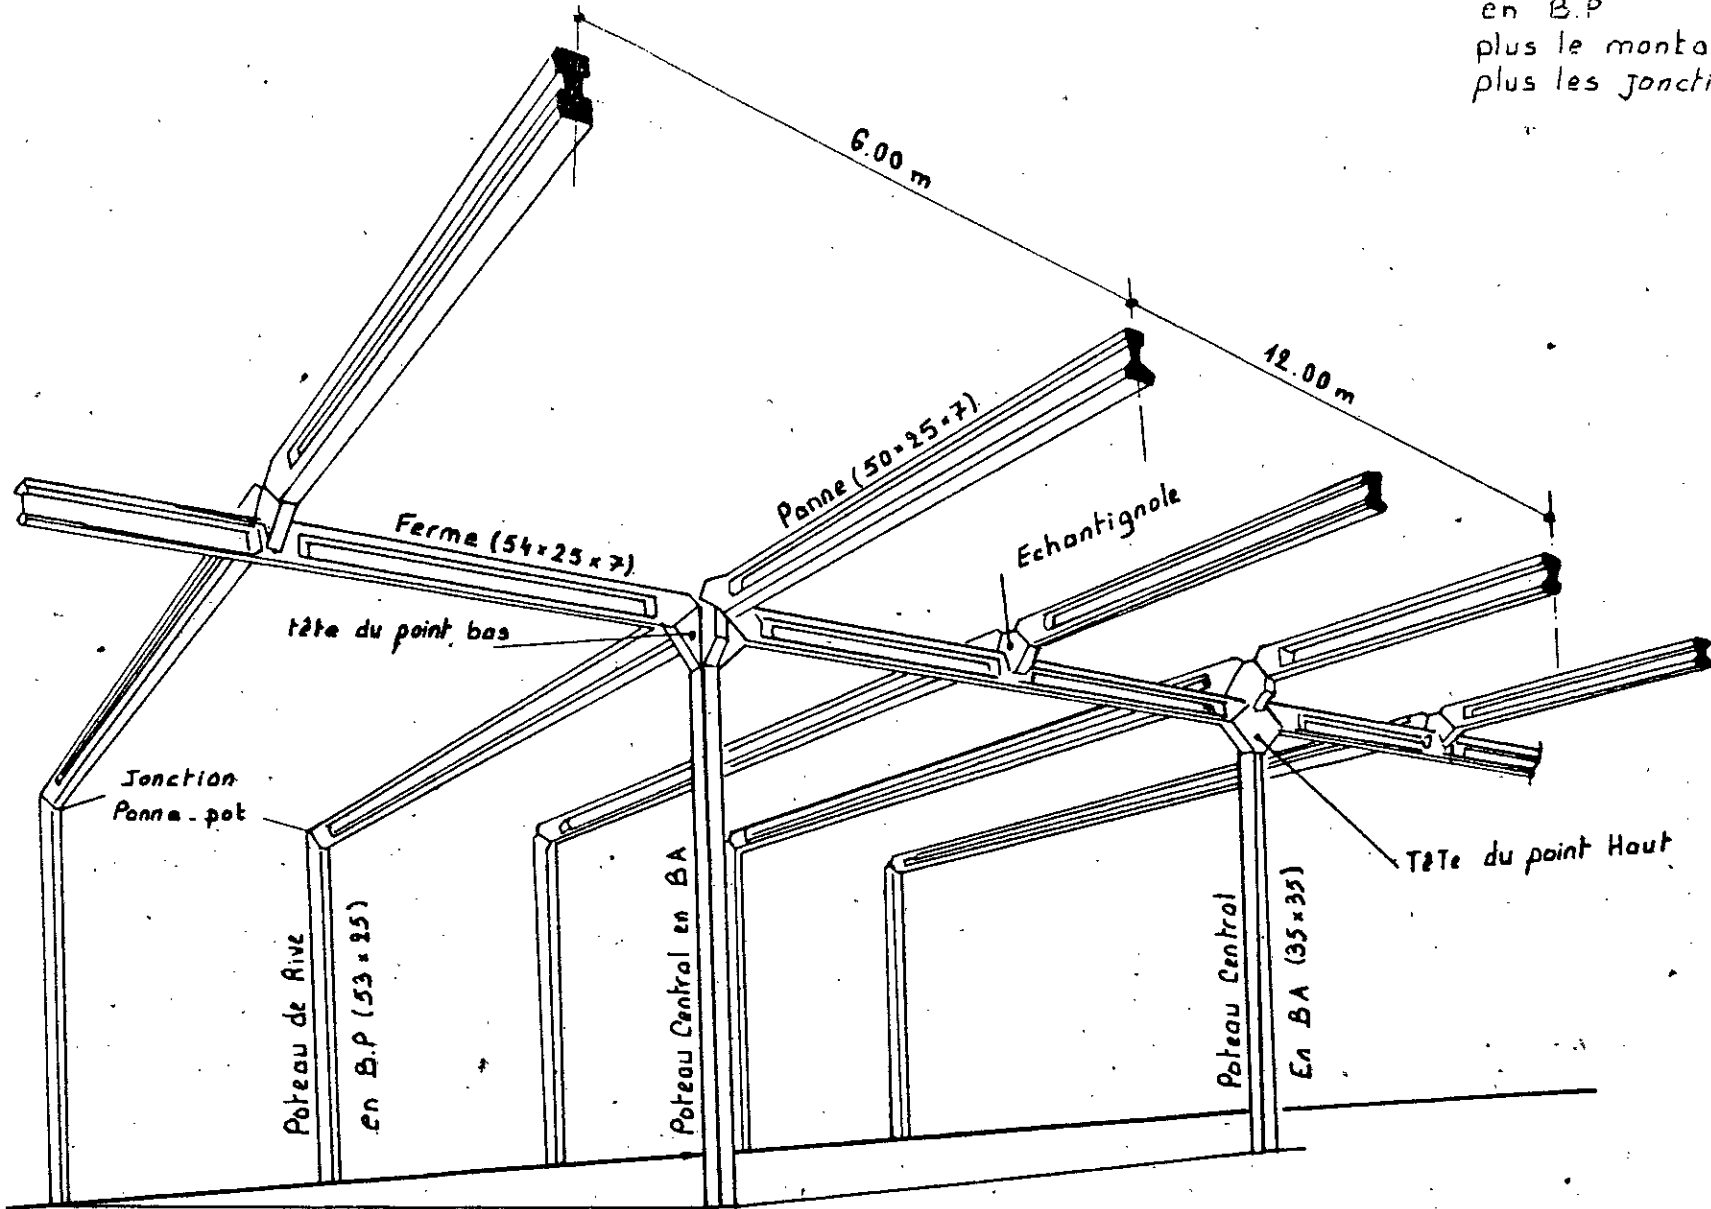 en B.P
plus le monta
plus les joncti
6.00 m
12.00 m
Panne (50×25×7)
Echantignole
Ferme (54×25×7)
tête du point bas
Jonction
Panne-pot
Tête du point Haut
Poteau de Rive
en B.P (53×25)
Poteau Central en BA
Poteau Central
En BA (35×35)